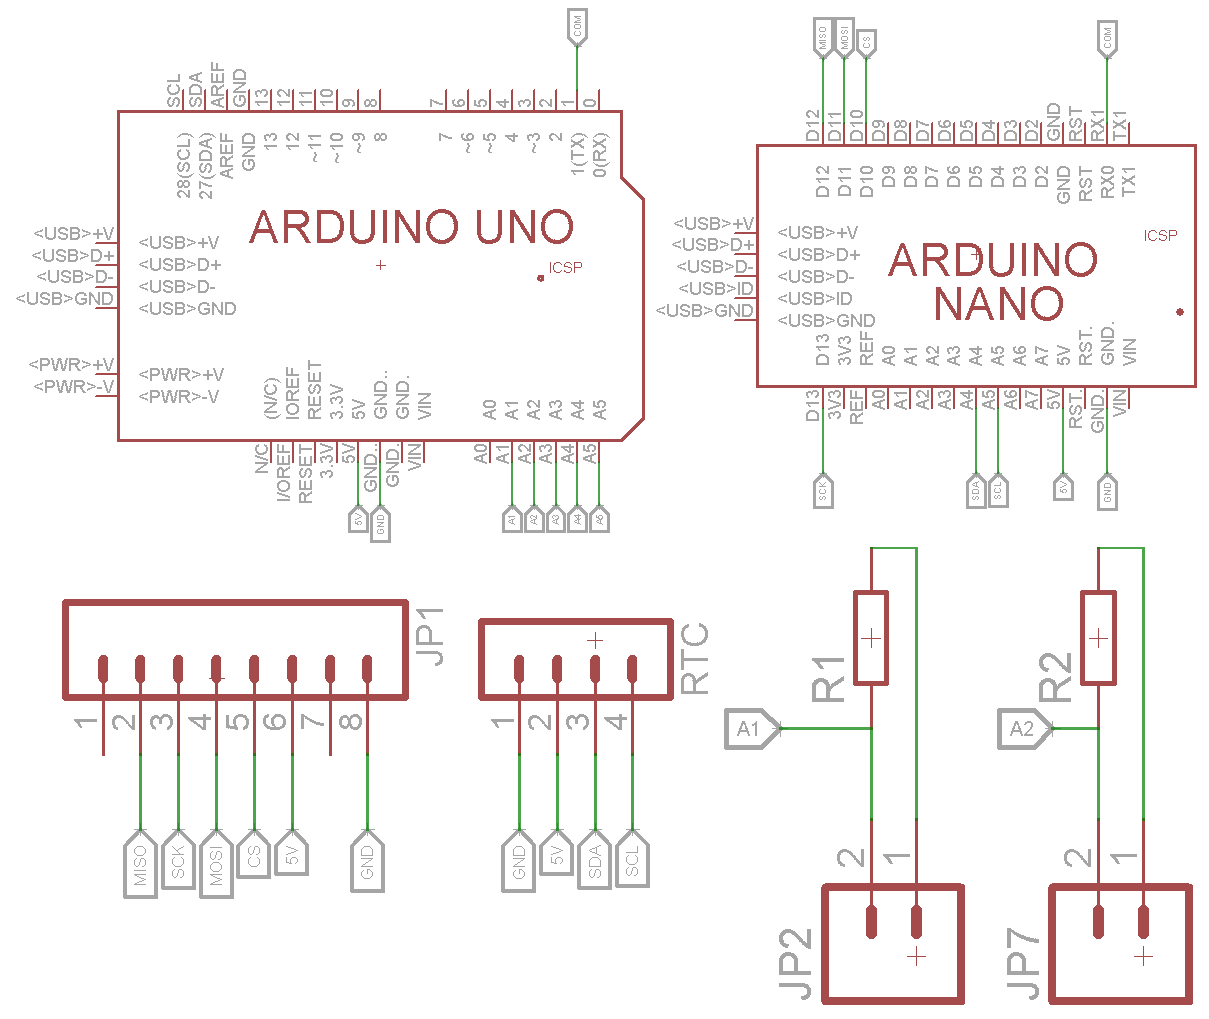 COM
SCL SDA AREF GND 13 12 11 10 9 8 7 6 5 4 3 2 1 0
28(SCL) 27(SDA) AREF GND 13 12 ~11 ~10 ~9 8 7 ~6 ~5 4 ~3 2 1(TX) 0(RX)
ARDUINO UNO
ICSP
<USB>+V <USB>+V
<USB>D+ <USB>D+
<USB>D- <USB>D-
<USB>GND <USB>GND
<PWR>+V <PWR>+V
<PWR>-V <PWR>-V
(N/C) IOREF RESET 3.3V 5V GND.. GND. VIN A0 A1 A2 A3 A4 A5
N/C I/OREF RESET 3.3V 5V GND.. GND. VIN A0 A1 A2 A3 A4 A5
5V GND A1 A2 A3 A4 A5
MISO MOSI CS COM
D12 D11 D10 D9 D8 D7 D6 D5 D4 D3 D2 GND RST RX1 TX1
D12 D11 D10 D9 D8 D7 D6 D5 D4 D3 D2 GND RST RX0 TX1
ICSP
<USB>+V <USB>+V
<USB>D+ <USB>D+
<USB>D- <USB>D-
<USB>ID <USB>ID
<USB>GND <USB>GND
ARDUINO
NANO
D13 3V3 REF A0 A1 A2 A3 A4 A5 A6 A7 5V RST. GND. VIN
D13 3V3 REF A0 A1 A2 A3 A4 A5 A6 A7 5V RST. GND. VIN
SCK SDA SCL 5V GND
JP1
1 2 3 4 5 6 7 8
MISO SCK MOSI CS 5V GND
RTC
1 2 3 4
GND 5V SDA SCL
R1
A1
2 1
JP2
R2
A2
2 1
JP7